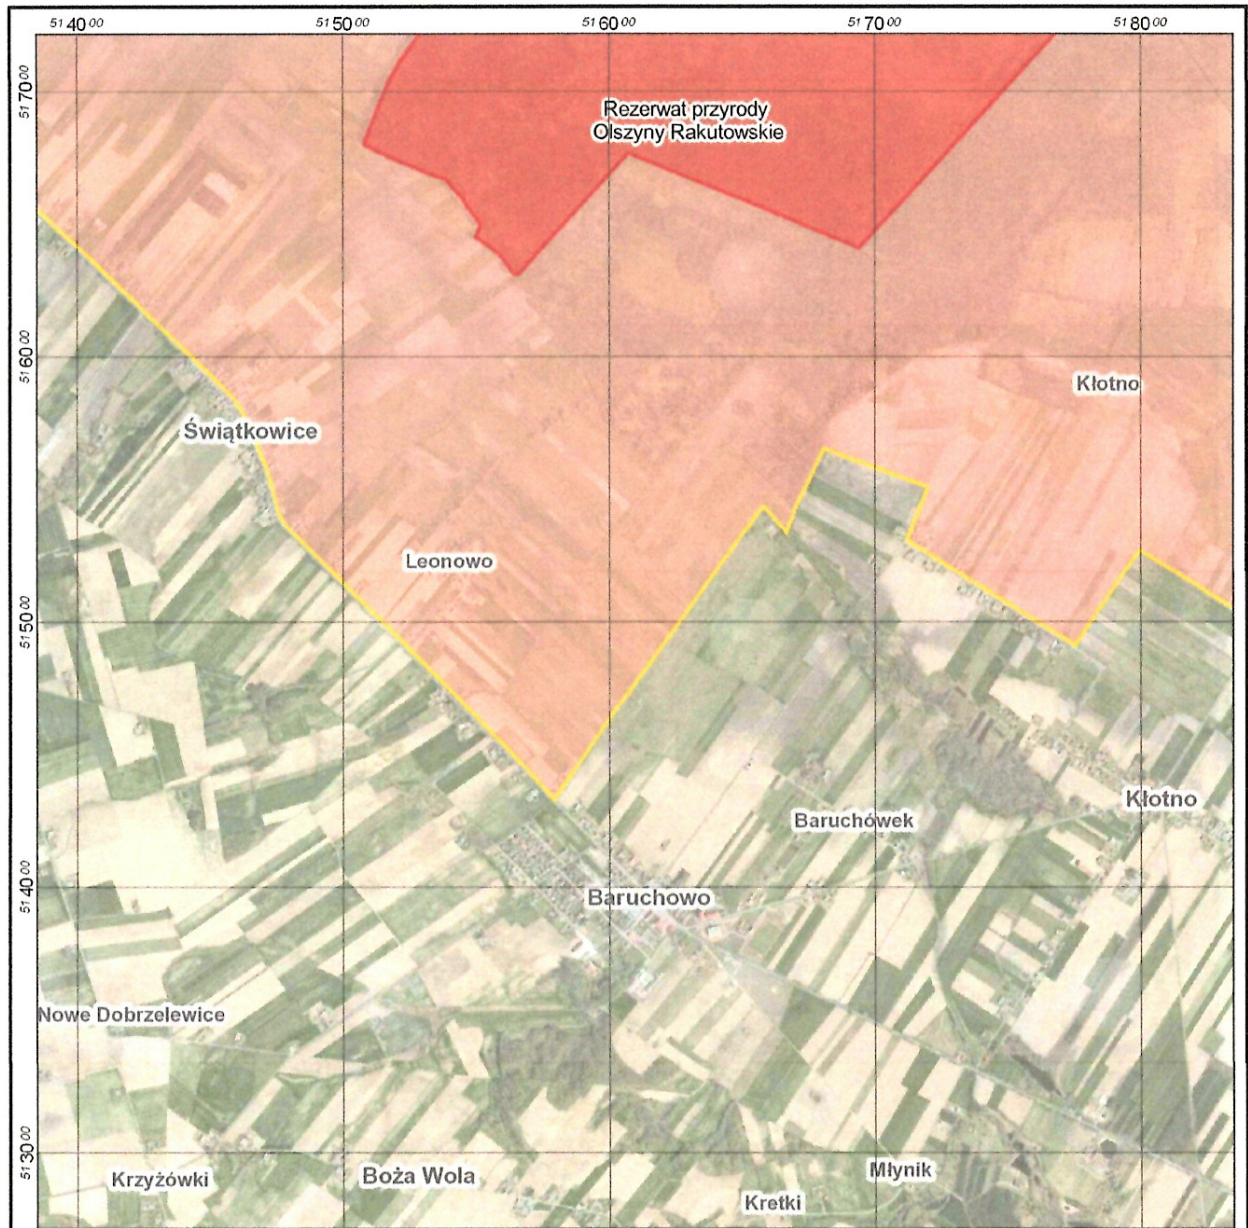 51 40 00
51 50 00
51 60 00
51 70 00
51 80 00
51 70 00
Rezerwat przyrody
Olszyny Rakutowskie
51 60 00
Kłotno
Świątkowice
Leonowo
51 50 00
Kłotno
Baruchówek
51 40 00
Baruchowo
Nowe Dobrzelewice
51 30 00
Młynik
Boża Wola
Krzyżówki
Kretki